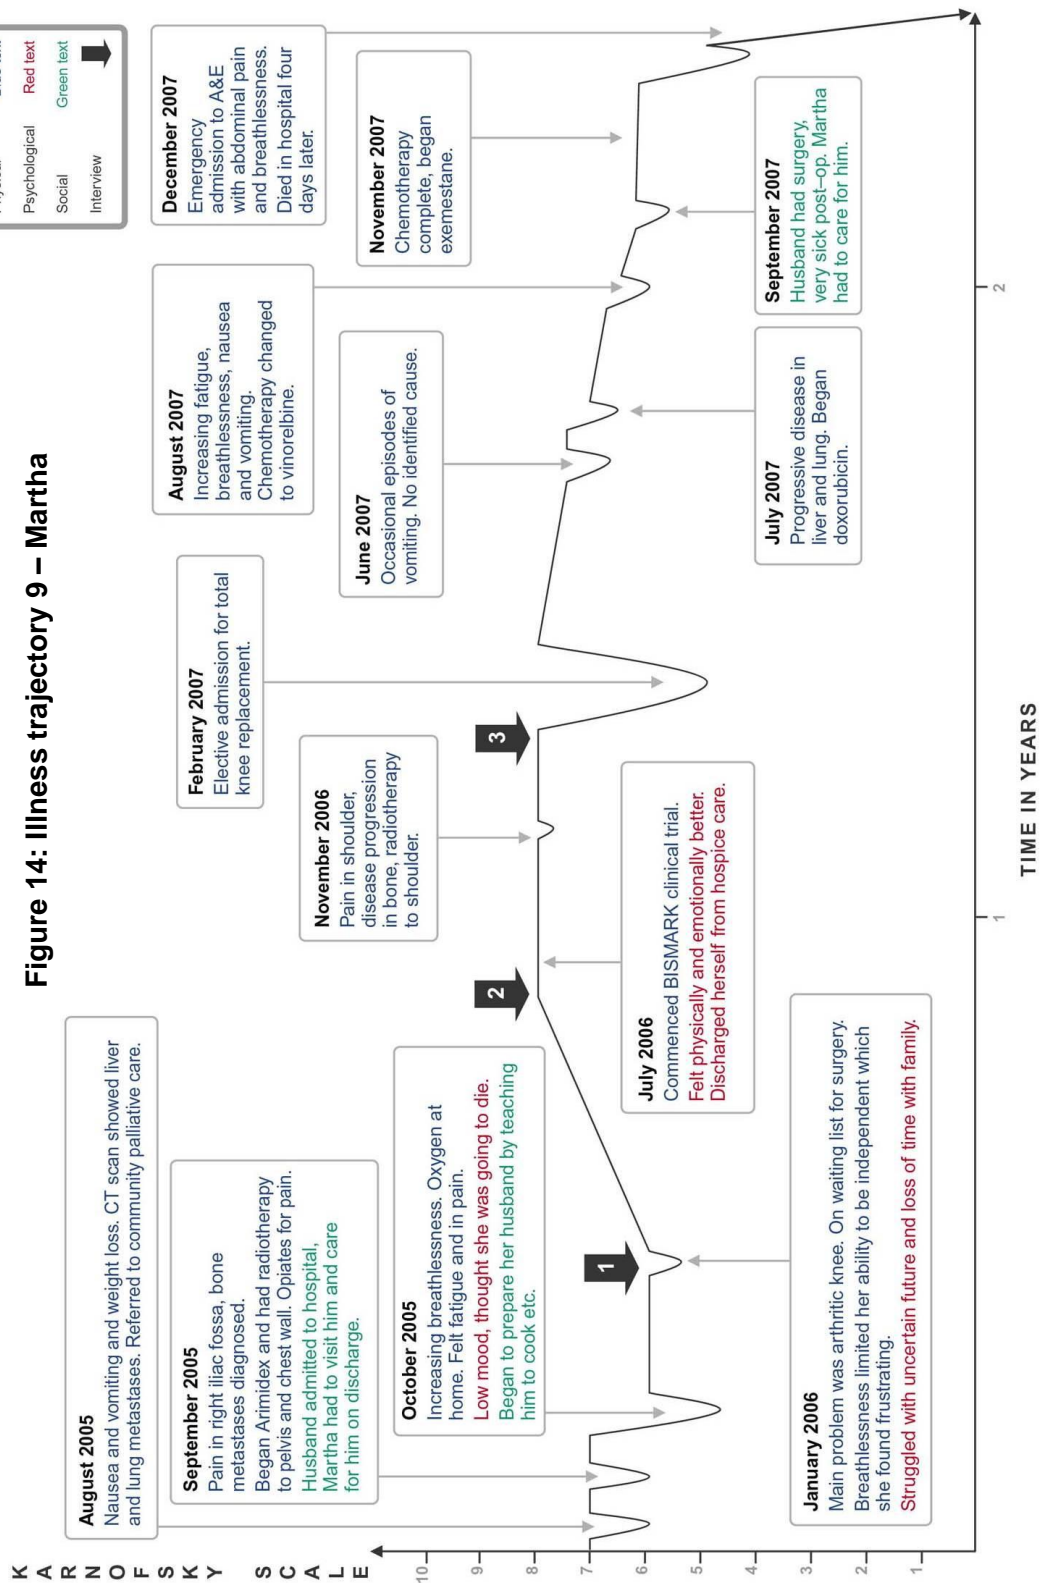 Figure 14: Illness trajectory 9 – Martha
Psychological
Red text
Social
Green text
Interview
KARNOFSKY SCALE
10
9
8
7
6
5
4
3
2
1
August 2005
Nausea and vomiting and weight loss. CT scan showed liver
and lung metastases. Referred to community palliative care.
September 2005
Pain in right iliac fossa, bone
metastases diagnosed.
Began Arimidex and had radiotherapy
to pelvis and chest wall. Opiates for pain.
Husband admitted to hospital,
Martha had to visit him and care
for him on discharge.
October 2005
Increasing breathlessness. Oxygen at
home. Felt fatigue and in pain.
Low mood, thought she was going to die.
Began to prepare her husband by teaching
him to cook etc.
January 2006
Main problem was arthritic knee. On waiting list for surgery.
Breathlessness limited her ability to be independent which
she found frustrating.
Struggled with uncertain future and loss of time with family.
1
2
July 2006
Commenced BISMARK clinical trial.
Felt physically and emotionally better.
Discharged herself from hospice care.
November 2006
Pain in shoulder,
disease progression
in bone, radiotherapy
to shoulder.
3
February 2007
Elective admission for total
knee replacement.
June 2007
Occasional episodes of
vomiting. No identified cause.
July 2007
Progressive disease in
liver and lung. Began
doxorubicin.
August 2007
Increasing fatigue,
breathlessness, nausea
and vomiting.
Chemotherapy changed
to vinorelbine.
September 2007
Husband had surgery,
very sick post–op. Martha
had to care for him.
November 2007
Chemotherapy
complete, began
exemestane.
December 2007
Emergency
admission to A&E
with abdominal pain
and breathlessness.
Died in hospital four
days later.
1
2
TIME IN YEARS